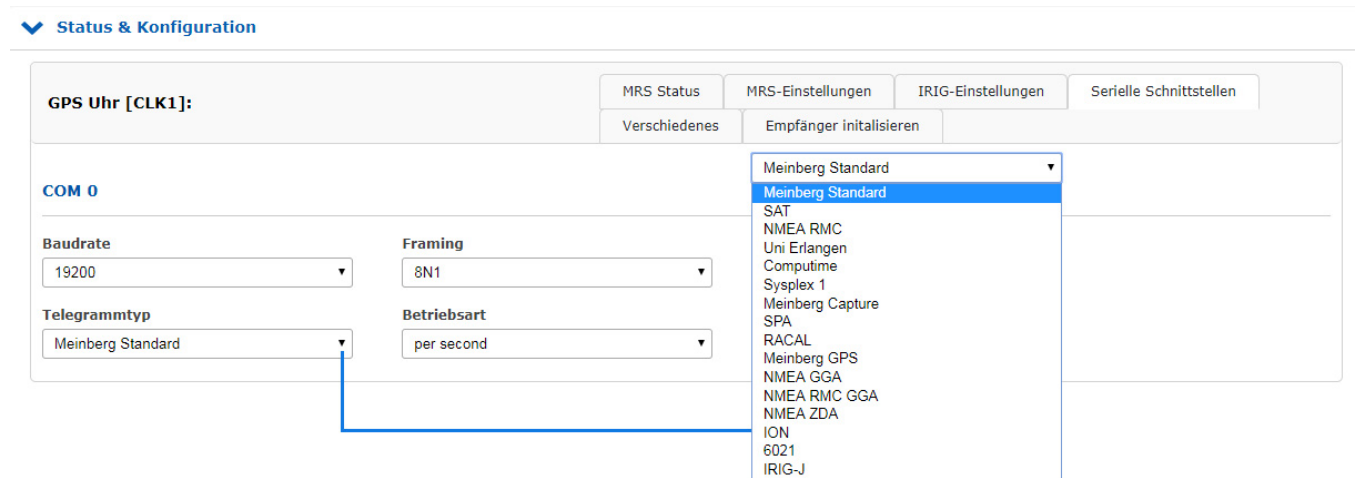 Status & Konfiguration
GPS Uhr [CLK1]:
MRS Status
MRS-Einstellungen
IRIG-Einstellungen
Serielle Schnittstellen
Verschiedenes
Empfänger initalisieren
COM 0
Baudrate
19200
Framing
8N1
Telegrammtyp
Meinberg Standard
Betriebsart
per second
Meinberg Standard
Meinberg Standard
SAT
NMEA RMC
Uni Erlangen
Computime
Sysplex 1
Meinberg Capture
SPA
RACAL
Meinberg GPS
NMEA GGA
NMEA RMC GGA
NMEA ZDA
ION
6021
IRIG-J